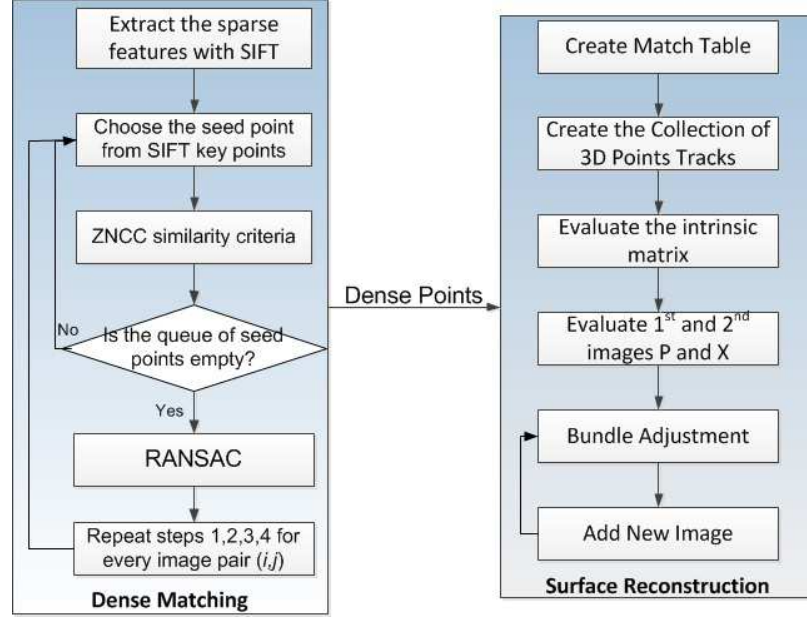 Extract the sparse
features with SIFT
Choose the seed point
from SIFT key points
ZNCC similarity criteria
No
Is the queue of seed
points empty?
Yes
RANSAC
Repeat steps 1,2,3,4 for
every image pair (i,j)
Dense Matching
Dense Points
Create Match Table
Create the Collection of
3D Points Tracks
Evaluate the intrinsic
matrix
Evaluate 1st and 2nd
images P and X
Bundle Adjustment
Add New Image
Surface Reconstruction